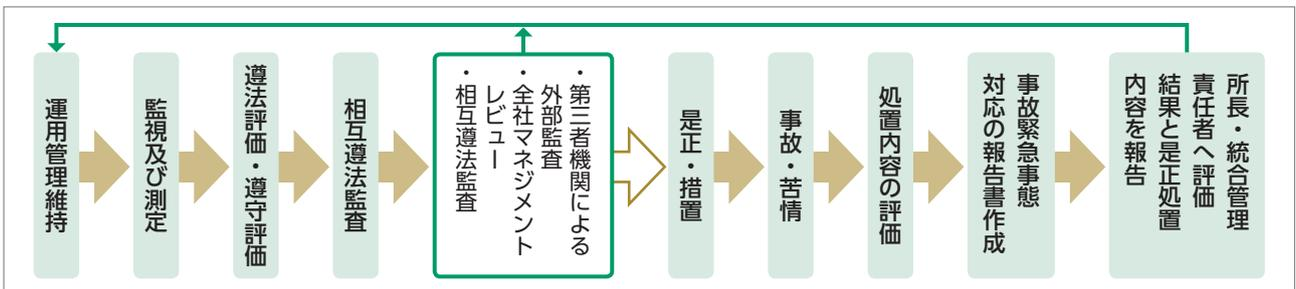 運用管理維持
監視及び測定
遵法評価・遵守評価
相互遵法監査
・第三者機関による
外部監査
・全社マネジメント
レビュー
・相互遵法監査
是正・措置
事故・苦情
処置内容の評価
事故緊急事態
対応の報告書作成
所長・統合管理
責任者へ評価
結果と是正処置
内容を報告